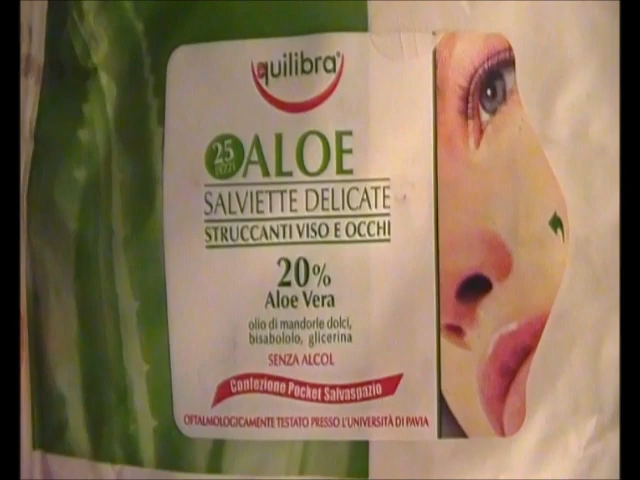 equilibra®
25 PEZZI
ALOE
SALVIETTE DELICATE
STRUCCANTI VISO E OCCHI
20%
Aloe Vera
olio di mandorle dolci,
bisabololo, glicerina
SENZA ALCOL
Confezione Pocket Salvaspazio
OFTALMOLOGICAMENTE TESTATO PRESSO L'UNIVERSITÀ DI PAVIA